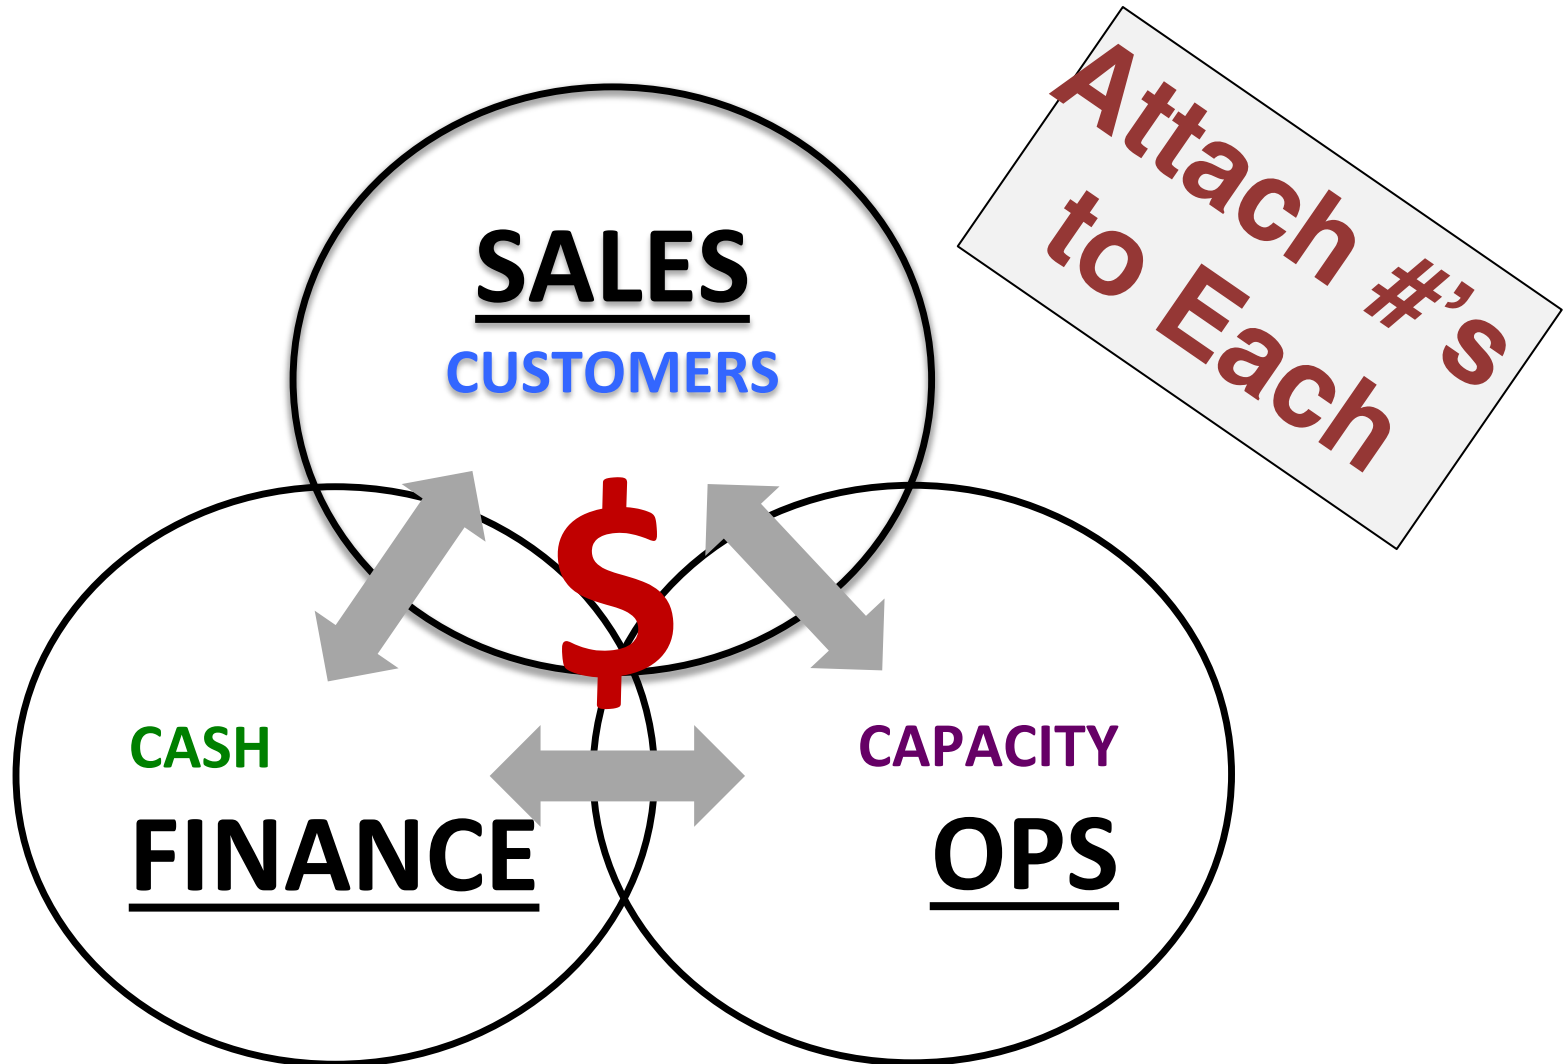 SALES
CUSTOMERS
$
CASH
FINANCE
CAPACITY
OPS
Attach #’s
to Each